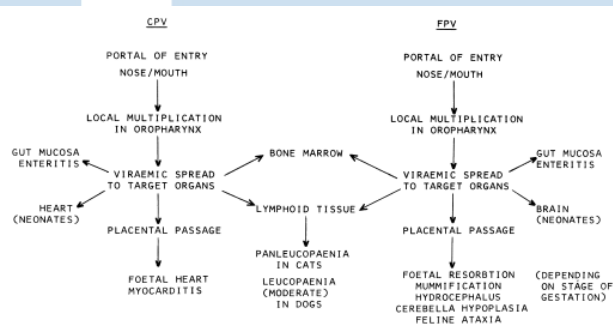 CPV
PORTAL OF ENTRY
NOSE/MOUTH
LOCAL MULTIPLICATION
IN OROPHARYNX
GUT MUCOSA
ENTERITIS
VIRAEMIC SPREAD
TO TARGET ORGANS
HEART
(NEONATES)
PLACENTAL PASSAGE
FOETAL HEART
MYOCARDITIS
BONE MARROW
LYMPHOID TISSUE
PANLEUCOPAENIA
IN CATS
LEUCOPAENIA
(MODERATE)
IN DOGS
FPV
PORTAL OF ENTRY
NOSE/MOUTH
LOCAL MULTIPLICATION
IN OROPHARYNX
GUT MUCOSA
ENTERITIS
VIRAEMIC SPREAD
TO TARGET ORGANS
BRAIN
(NEONATES)
PLACENTAL PASSAGE
FOETAL RESORBTION
MUMMIFICATION
HYDROCEPHALUS
CEREBELLA HYPOPLASIA
FELINE ATAXIA
(DEPENDING
ON STAGE OF
GESTATION)